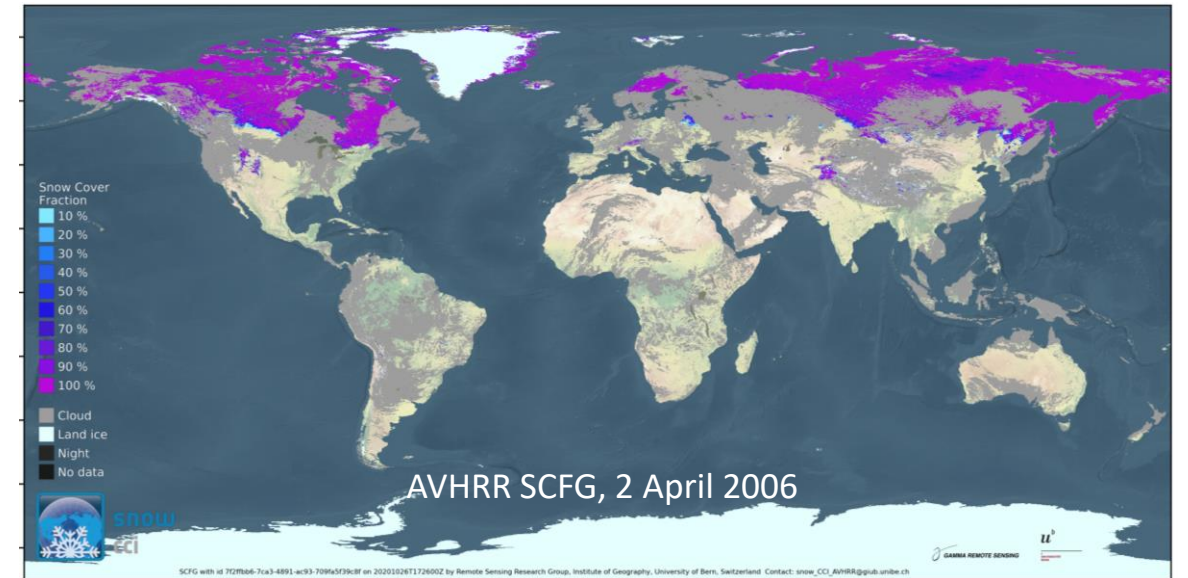 Snow Cover
Fraction
10 %
20 %
30 %
40 %
50 %
60 %
70 %
80 %
90 %
100 %
Cloud
Land ice
Night
No data
AVHRR SCFG, 2 April 2006
snow
cci
GAMMA REMOTE SENSING
u^b
SCFG with id 7f2ffbb6-7ca3-4891-ac93-709fa5f39c8f on 20201026T172600Z by Remote Sensing Research Group, Institute of Geography, University of Bern, Switzerland Contact: snow_CCI_AVHRR@giub.unibe.ch